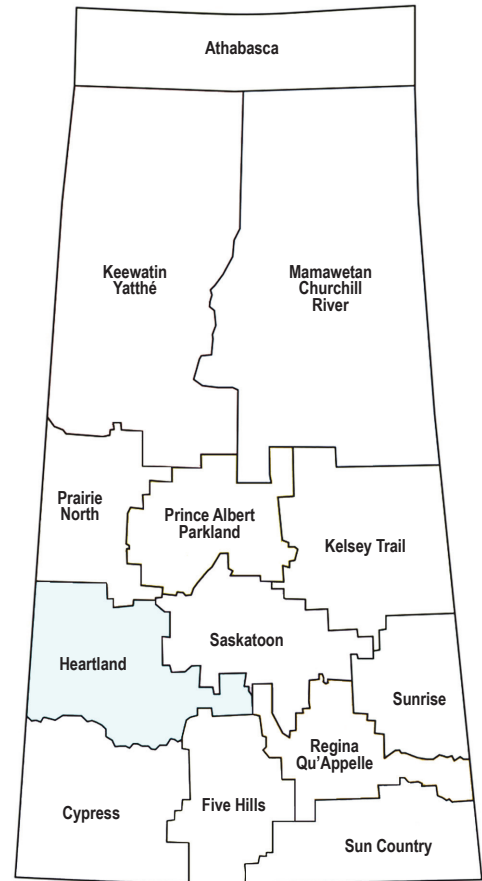 Athabasca
Keewatin
Yatthé
Mamawetan
Churchill
River
Prairie
North
Prince Albert
Parkland
Kelsey Trail
Saskatoon
Heartland
Sunrise
Regina
Qu’Appelle
Cypress
Five Hills
Sun Country